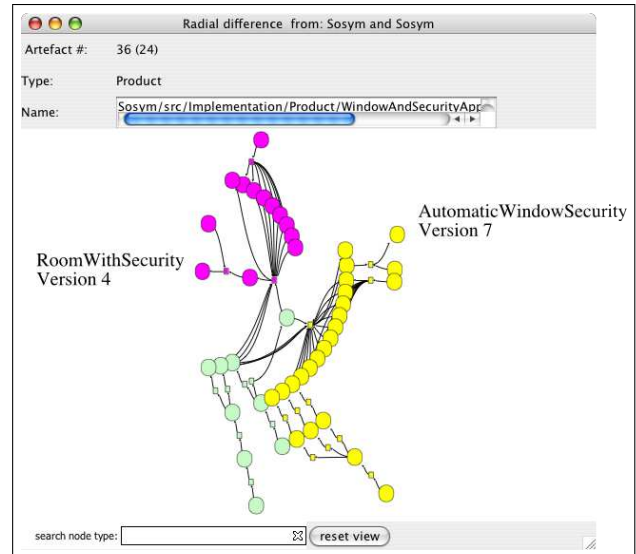 Radial difference from: Sosym and Sosym
Artefact #: 36 (24)
Type: Product
Name: Sosym/src/Implementation/Product/WindowAndSecurityApp
AutomaticWindowSecurity
Version 7
RoomWithSecurity
Version 4
search node type: reset view